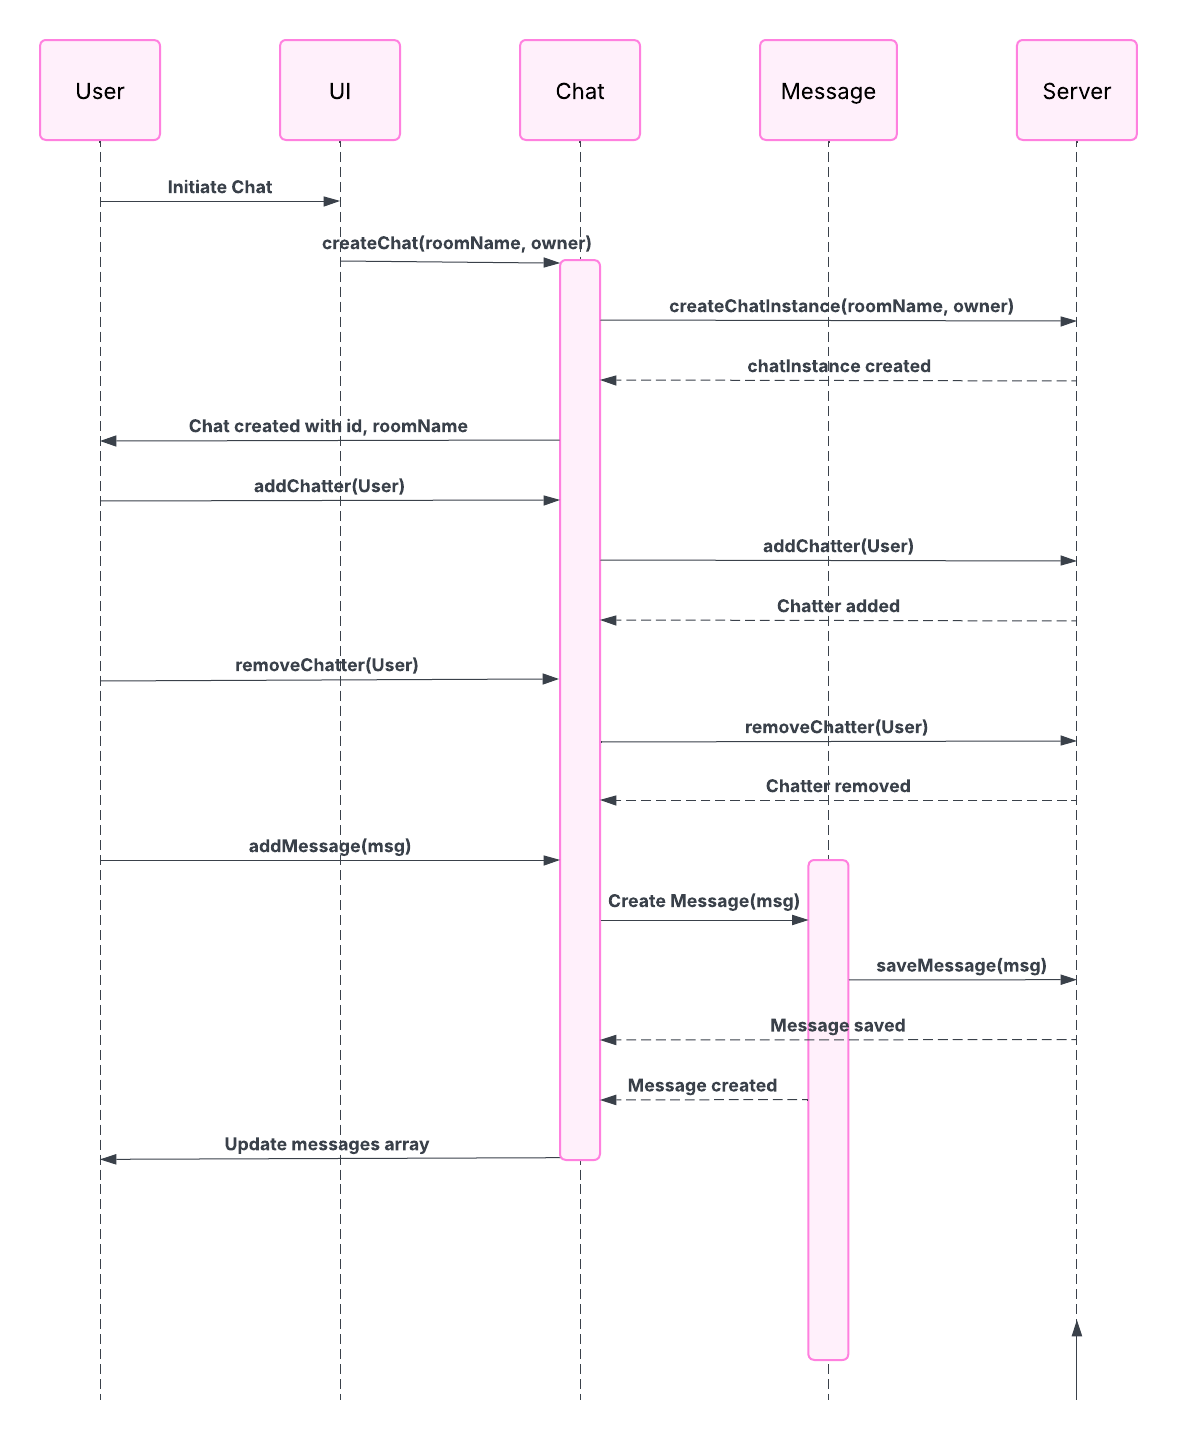 User
UI
Chat
Message
Server
Initiate Chat
createChat(roomName, owner)
createChatInstance(roomName, owner)
chatInstance created
Chat created with id, roomName
addChatter(User)
addChatter(User)
Chatter added
removeChatter(User)
removeChatter(User)
Chatter removed
addMessage(msg)
Create Message(msg)
saveMessage(msg)
Message saved
Message created
Update messages array